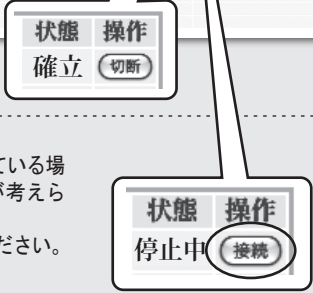 状態 操作
確立 切断
ている場
が考えら
ださい。
状態 操作
停止中 接続